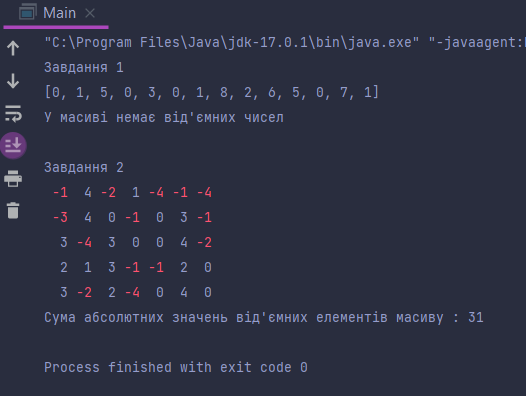 Main
"C:\Program Files\Java\jdk-17.0.1\bin\java.exe" "-javaagent:
Завдання 1
[0, 1, 5, 0, 3, 0, 1, 8, 2, 6, 5, 0, 7, 1]
У масиві немає від'ємних чисел
Завдання 2
-1 4 -2 1 -4 -1 -4
-3 4 0 -1 0 3 -1
3 -4 3 0 0 4 -2
2 1 3 -1 -1 2 0
3 -2 2 -4 0 4 0
Сума абсолютних значень від'ємних елементів масиву : 31
Process finished with exit code 0